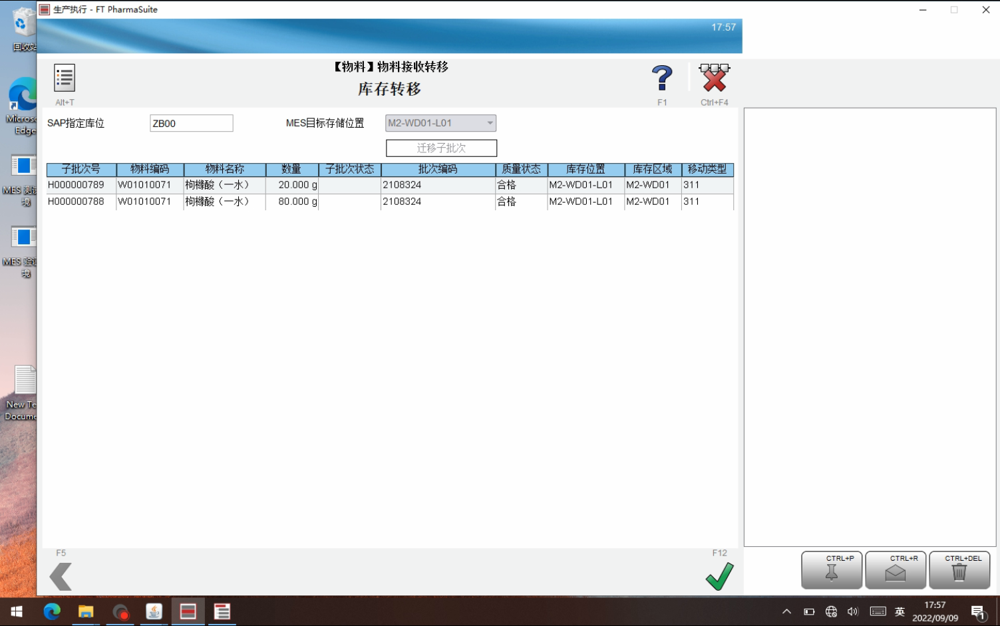 生产执行 - FT PharmaSuite
17:57
回收站
【物料】物料接收转移
库存转移
Alt+T
F1
Ctrl+F4
Edge
SAP指定库位
ZB00
MES目标存储位置
M2-WD01-L01
迁移子批次
子批次号 物料编码 物料名称 数量 子批次状态 批次编码 质量状态 库存位置 库存区域 移动类型
H000000789 W01010071 枸橼酸（一水） 20.000 g 2108324 合格 M2-WD01-L01 M2-WD01 311
H000000788 W01010071 枸橼酸（一水） 80.000 g 2108324 合格 M2-WD01-L01 M2-WD01 311
MES 测试
境
MES 验证
境
New Te
Docume
F5
F12
CTRL+P
CTRL+R
CTRL+DEL
英
17:57
2022/09/09
1